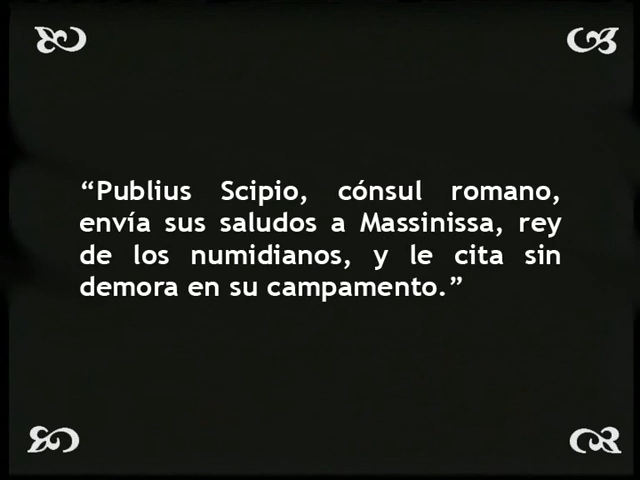 “Publius Scipio, cónsul romano,
envía sus saludos a Massinissa, rey
de los numidianos, y le cita sin
demora en su campamento.”